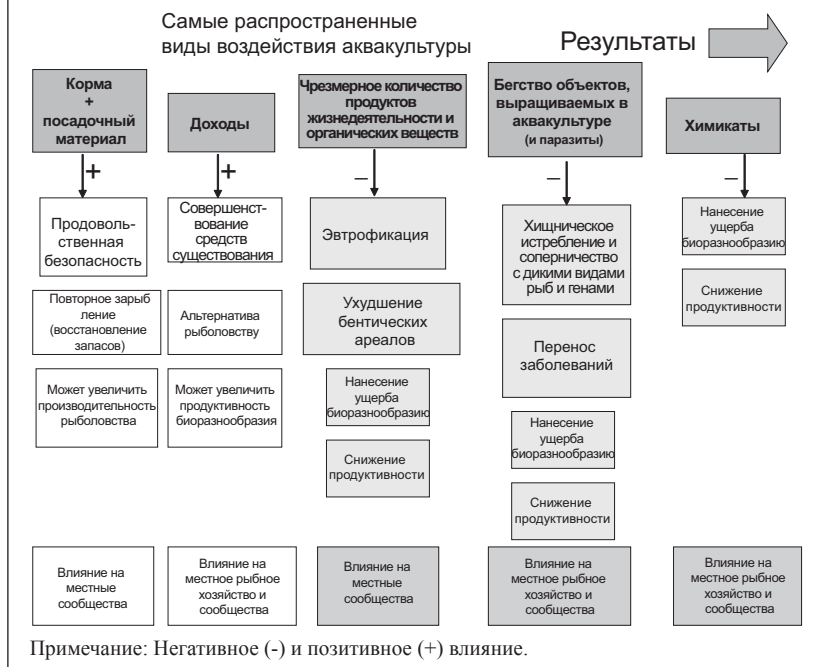 Самые распространенные
виды воздействия аквакультуры
Результаты
Корма
+
посадочный
материал
Доходы
Чрезмерное количество
продуктов
жизнедеятельности и
органических веществ
Бегство объектов,
выращиваемых в
аквакультуре
(и паразиты)
Химикаты
+
+
–
–
–
Продоволь-
ственная
безопасность
Совершенст-
вование
средств
существования
Эвтрофикация
Хищническое
истребление и
соперничество
с дикими видами
рыб и генами
Нанесение
ущерба
биоразнообразию
Повторное зарыб
ление
(восстановление
запасов)
Альтернатива
рыболовству
Ухудшение
бентических
ареалов
Перенос
заболеваний
Снижение
продуктивности
Может увеличить
производительность
рыболовства
Может увеличить
продуктивность
биоразнообразия
Нанесение
ущерба
биоразнообразию
Нанесение
ущерба
биоразнообразию
Снижение
продуктивности
Снижение
продуктивности
Влияние на
местные
сообщества
Влияние на
местное рыбное
хозяйство и
сообщества
Влияние на
местные
сообщества
Влияние на
местное рыбное
хозяйство и
сообщества
Влияние на
местное рыбное
хозяйство и
сообщества
Примечание: Негативное (-) и позитивное (+) влияние.